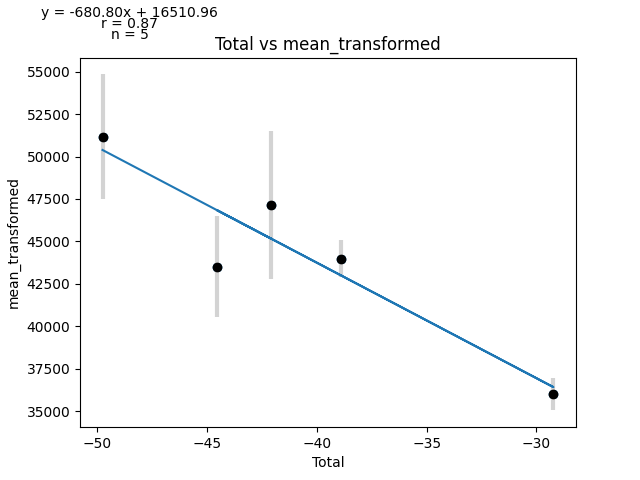 y = -680.80x + 16510.96
r = 0.87
n = 5
Total vs mean_transformed
55000
52500
50000
47500
45000
42500
40000
37500
35000
mean_transformed
−50
−45
−40
−35
−30
Total